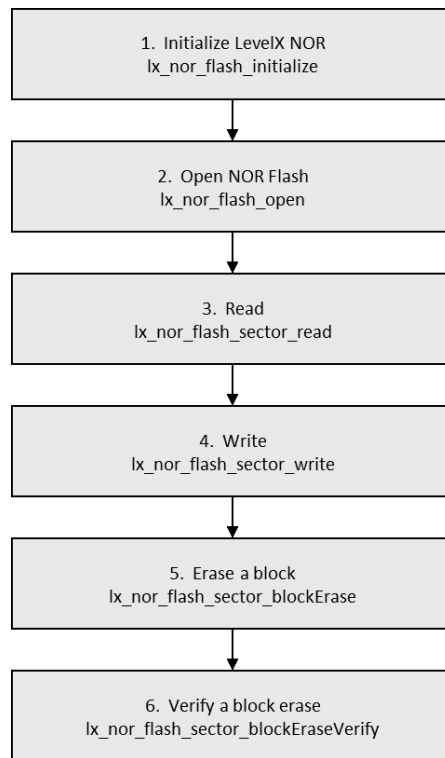 1. Initialize LevelX NOR
lx_nor_flash_initialize
2. Open NOR Flash
lx_nor_flash_open
3. Read
lx_nor_flash_sector_read
4. Write
lx_nor_flash_sector_write
5. Erase a block
lx_nor_flash_sector_blockErase
6. Verify a block erase
lx_nor_flash_sector_blockEraseVerify